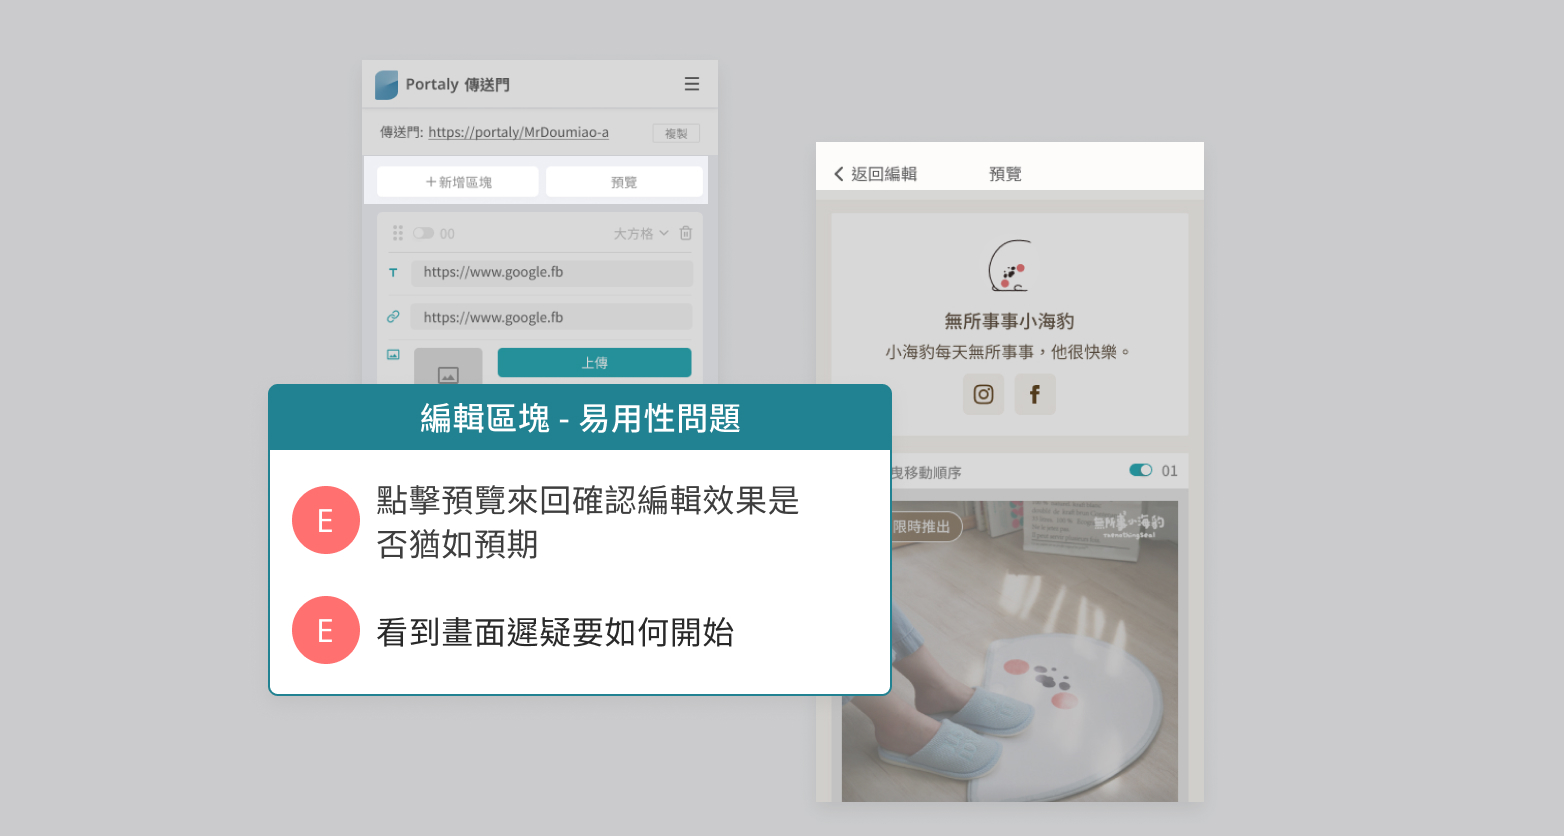 Portaly 傳送門
傳送門: https://portaly/MrDoumiao-a
複製
+新增區塊
預覽
00
大方格
https://www.google.fb
https://www.google.fb
上傳
返回編輯
預覽
無所事事小海豹
小海豹每天無所事事，他很快樂。
曳移動順序
01
限時推出
無所事事小海豹
編輯區塊 - 易用性問題
E
點擊預覽來回確認編輯效果是
否猶如預期
E
看到畫面遲疑要如何開始